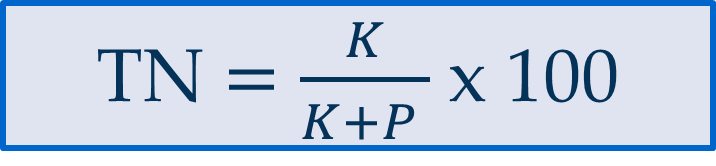 TN = K / K+P x 100